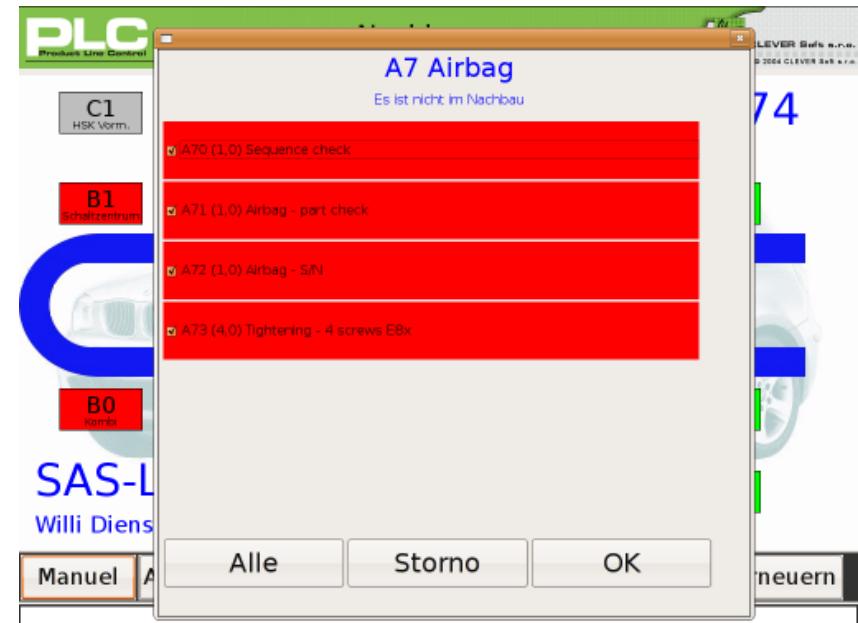 PLC
Product Line Control
CLEVER Soft s.r.o.
© 2004 CLEVER Soft s.r.o.
A7 Airbag
Es ist nicht im Nachbau
C1
HSK Vorm.
74
A70 (1,0) Sequence check
B1
Schaltzentrum
A71 (1,0) Airbag - part check
A72 (1,0) Airbag - S/N
A73 (4,0) Tightening - 4 screws E8x
B0
Kombi
SAS-L
Willi Diens
Alle
Storno
OK
Manuel
A
rneuern